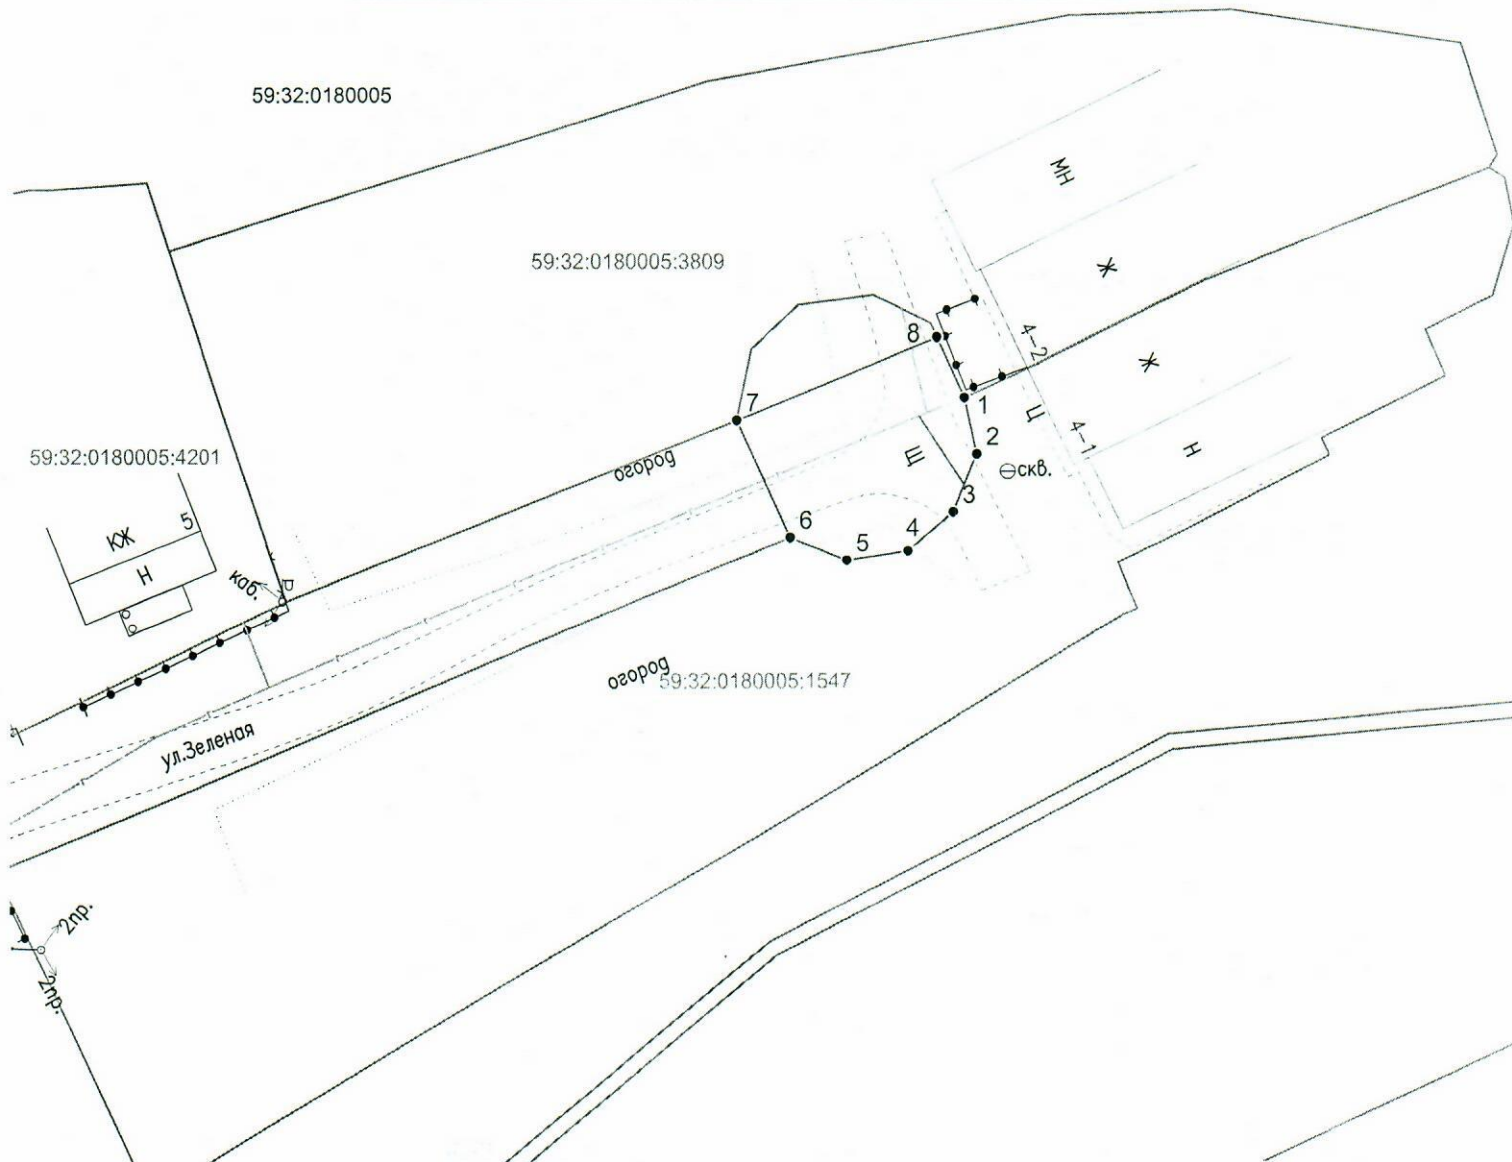 59:32:0180005
МН
59:32:0180005:3809
Ж
8
4-2
Ж
7
1
Щ
2
4-1
Н
59:32:0180005:4201
огород
Щ
скв.
3
5
КЖ
6
4
5
Н
каб.
огород
59:32:0180005:1547
ул.Зеленая
2пр.
2пр.